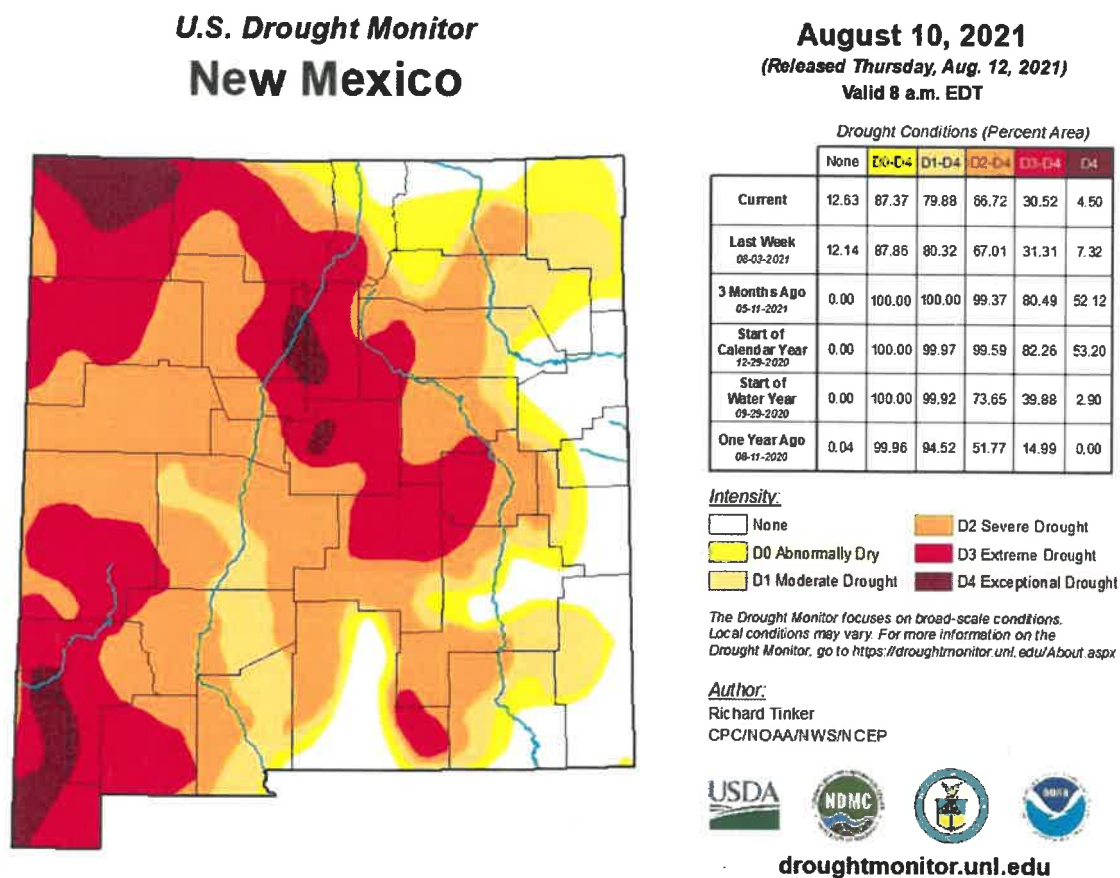 U.S. Drought Monitor
New Mexico
August 10, 2021
(Released Thursday, Aug. 12, 2021)
Valid 8 a.m. EDT
Drought Conditions (Percent Area)
None D0-D4 D1-D4 D2-D4 D3-D4 D4
Current 12.63 87.37 79.88 66.72 30.52 4.50
Last Week
08-03-2021 12.14 87.86 80.32 67.01 31.31 7.32
3 Months Ago
05-11-2021 0.00 100.00 100.00 99.37 80.49 52.12
Start of
Calendar Year
12-29-2020 0.00 100.00 99.97 99.59 82.26 53.20
Start of
Water Year
09-29-2020 0.00 100.00 99.92 73.65 39.88 2.90
One Year Ago
08-11-2020 0.04 99.96 94.52 51.77 14.99 0.00
Intensity:
None
D0 Abnormally Dry
D1 Moderate Drought
D2 Severe Drought
D3 Extreme Drought
D4 Exceptional Drought
The Drought Monitor focuses on broad-scale conditions.
Local conditions may vary. For more information on the
Drought Monitor, go to https://droughtmonitor.unl.edu/About.aspx
Author:
Richard Tinker
CPC/NOAA/NWS/NCEP
USDA
NDMC
NOAA
droughtmonitor.unl.edu